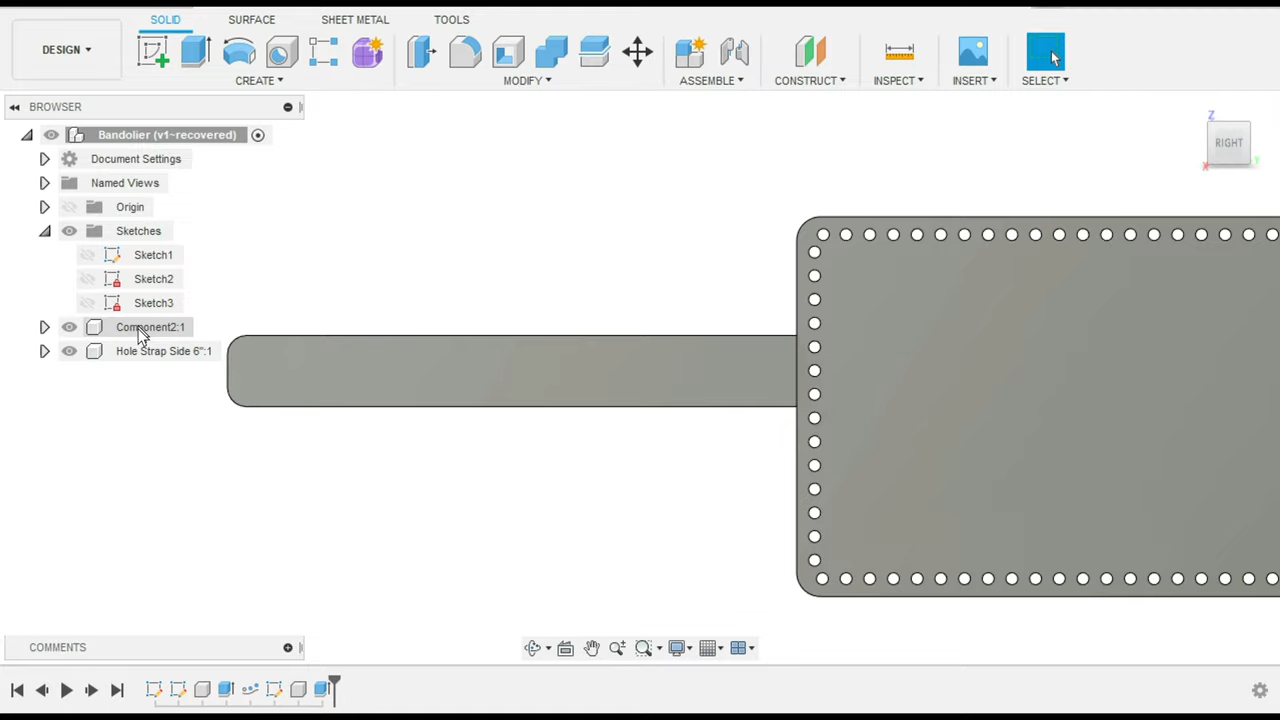 SOLID SURFACE SHEET METAL TOOLS
DESIGN
CREATE MODIFY ASSEMBLE CONSTRUCT INSPECT INSERT SELECT
BROWSER
Bandolier (v1~recovered)
Document Settings
Named Views
Origin
Sketches
Sketch1
Sketch2
Sketch3
Component2:1
Hole Strap Side 6":1
Z
RIGHT
X Y
COMMENTS